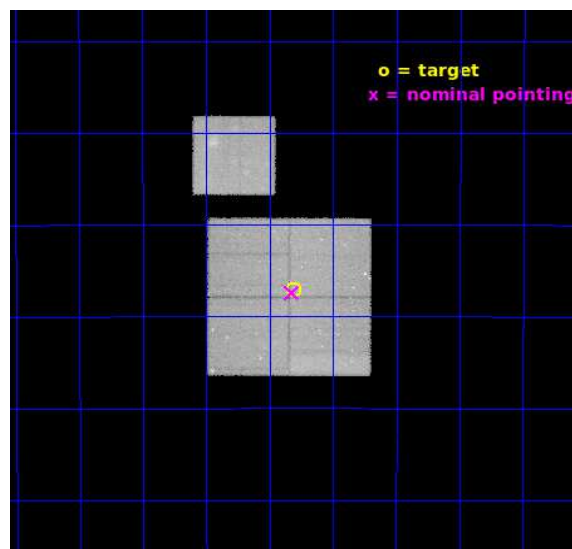 o = target
x = nominal pointing